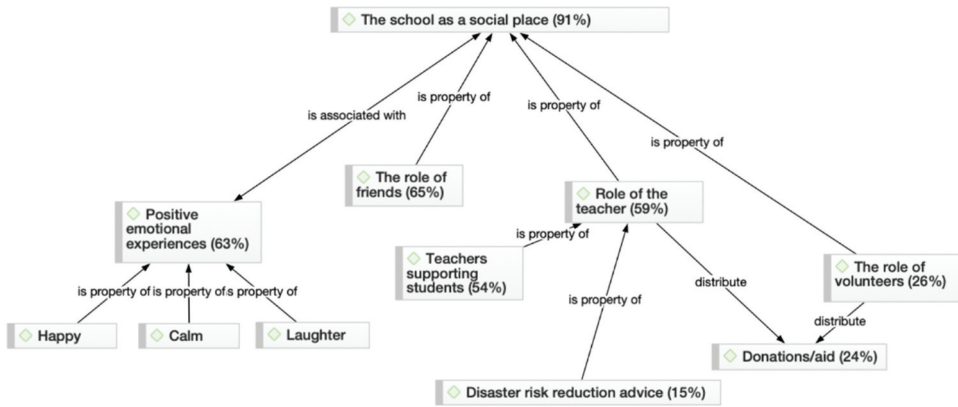 The school as a social place (91%)
is property of
is associated with
is property of
is property of
The role of
friends (65%)
Role of the
teacher (59%)
Positive
emotional
experiences (63%)
is property of
Teachers
supporting
students (54%)
The role of
volunteers (26%)
is property of
is property of
is property of
is property of
distribute
distribute
Happy
Calm
Laughter
Donations/aid (24%)
Disaster risk reduction advice (15%)